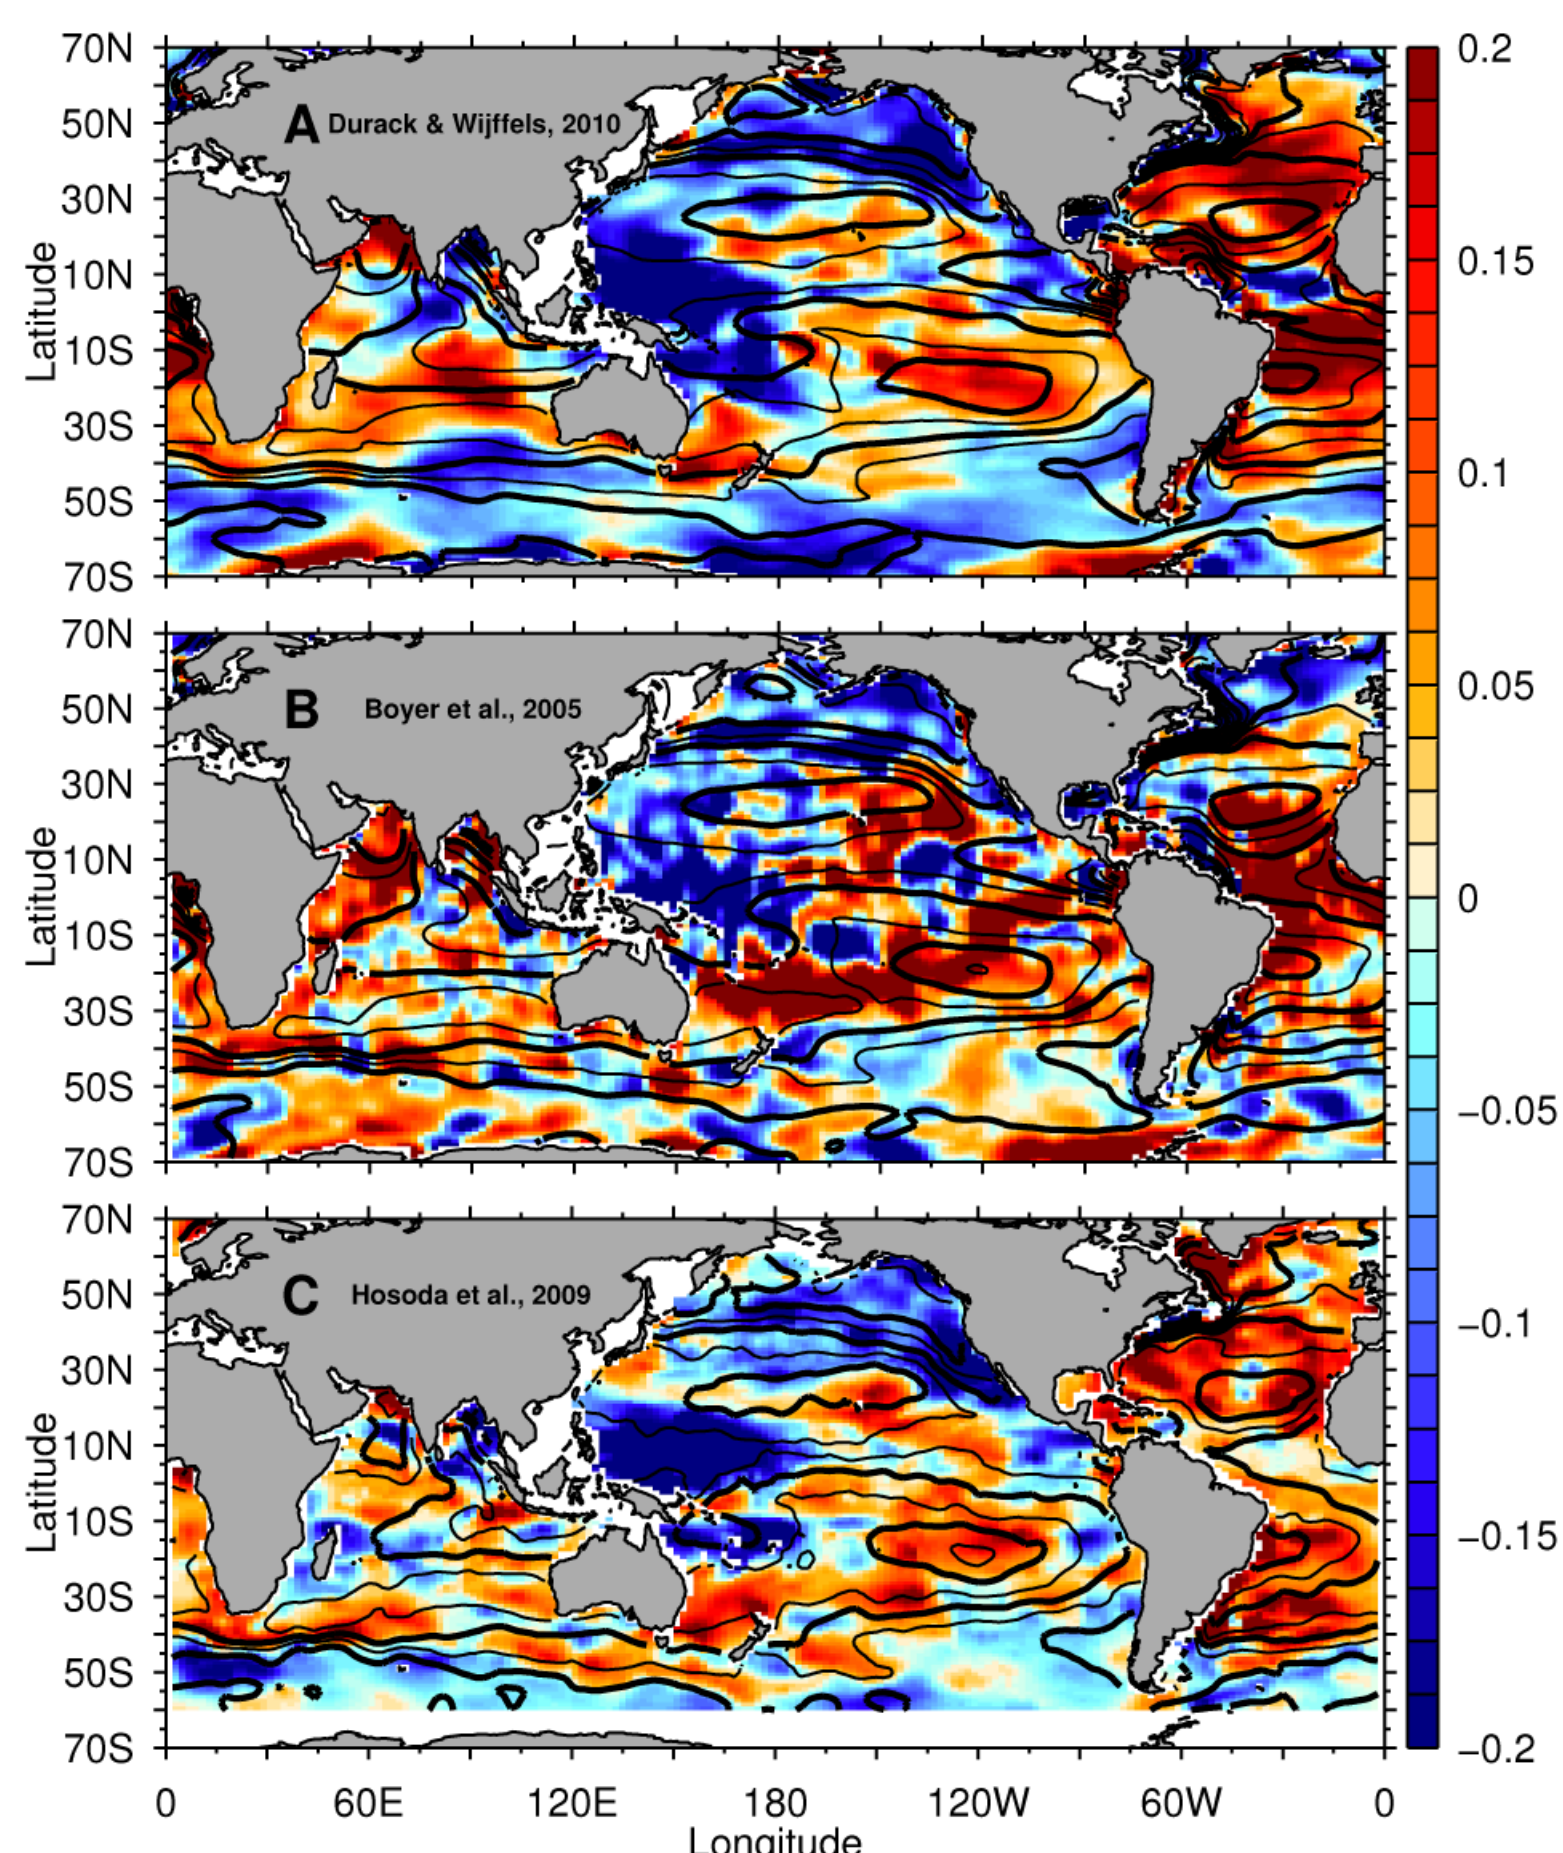 70N
50N
30N
10N
10S
30S
50S
70S
Latitude
A Durack & Wijffels, 2010
70N
50N
30N
10N
10S
30S
50S
70S
Latitude
B Boyer et al., 2005
70N
50N
30N
10N
10S
30S
50S
70S
Latitude
C Hosoda et al., 2009
0 60E 120E 180 120W 60W 0
Longitude
0.2
0.15
0.1
0.05
0
−0.05
−0.1
−0.15
−0.2